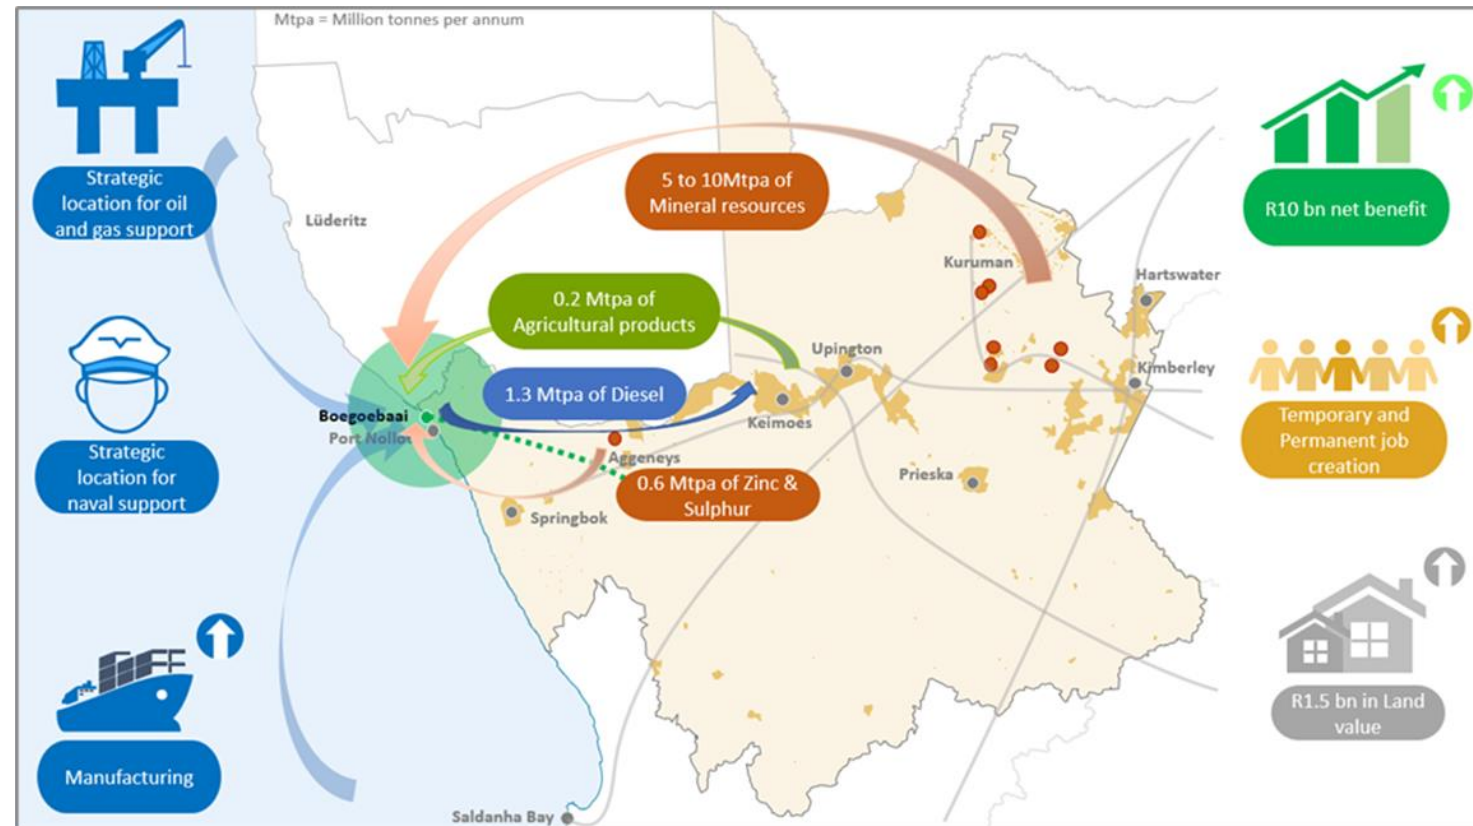 Mtpa = Million tonnes per annum
Strategic
location for oil
and gas support
Strategic
location for
naval support
Manufacturing
Lüderitz
5 to 10Mtpa of
Mineral resources
0.2 Mtpa of
Agricultural products
1.3 Mtpa of Diesel
Boegoebaai
Port Nollot
Aggeneys
0.6 Mtpa of Zinc &
Sulphur
Springbok
Keimoes
Upington
Prieska
Kuruman
Hartswater
Kimberley
Saldanha Bay
R10 bn net benefit
Temporary and
Permanent job
creation
R1.5 bn in Land
value